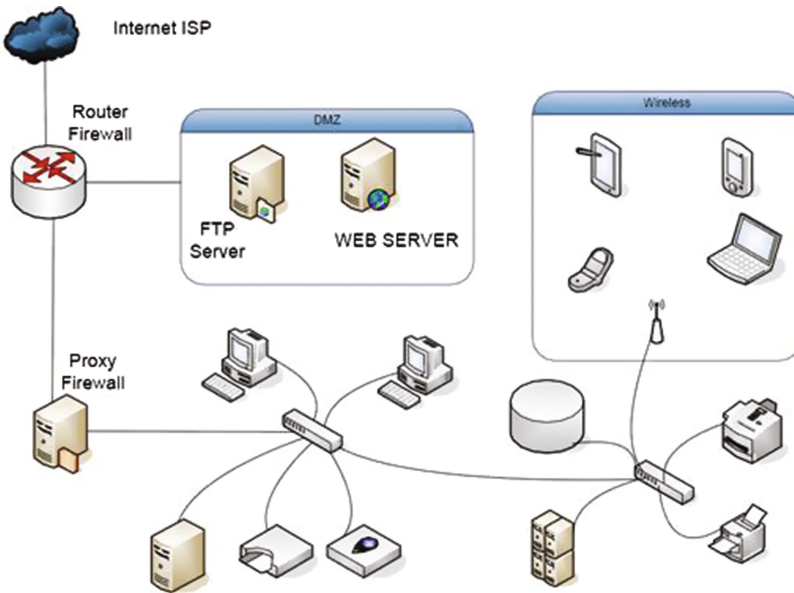 Internet ISP
Router
Firewall
DMZ
Wireless
FTP
Server
WEB SERVER
Proxy
Firewall